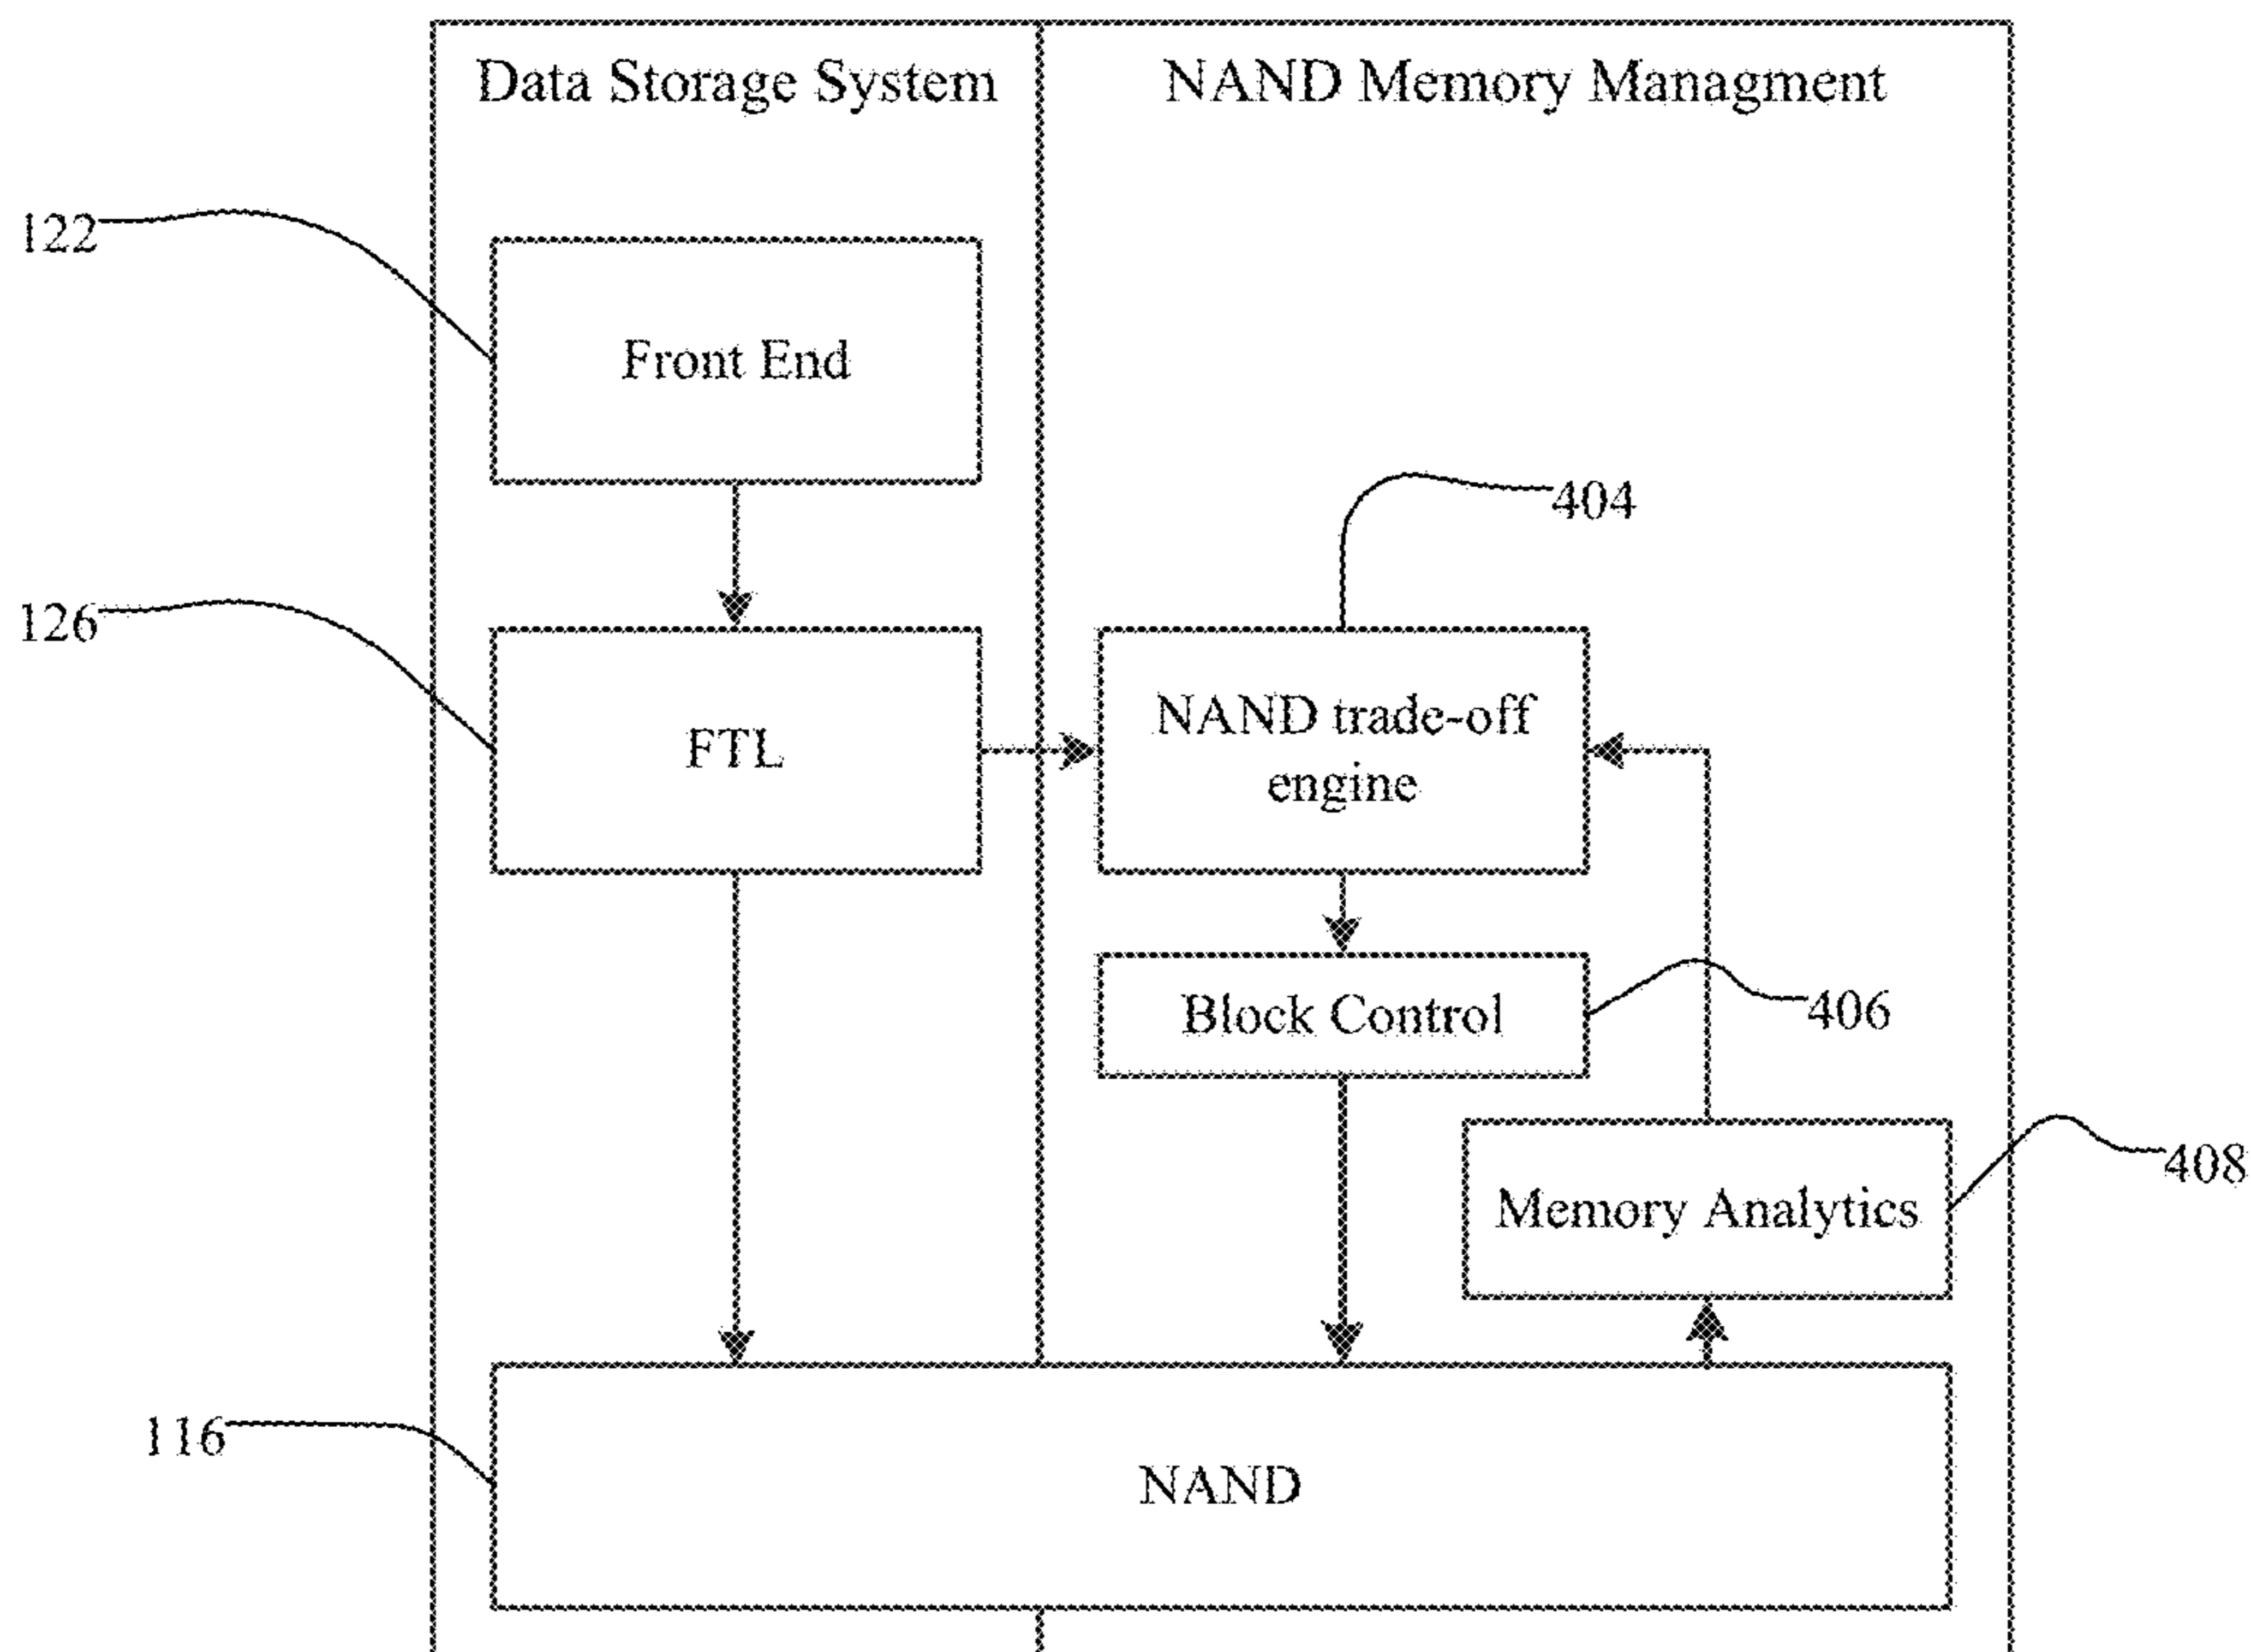 Data Storage System
NAND Memory Managment
122
Front End
404
126
FTL
NAND trade-off
engine
Block Control
406
408
Memory Analytics
116
NAND